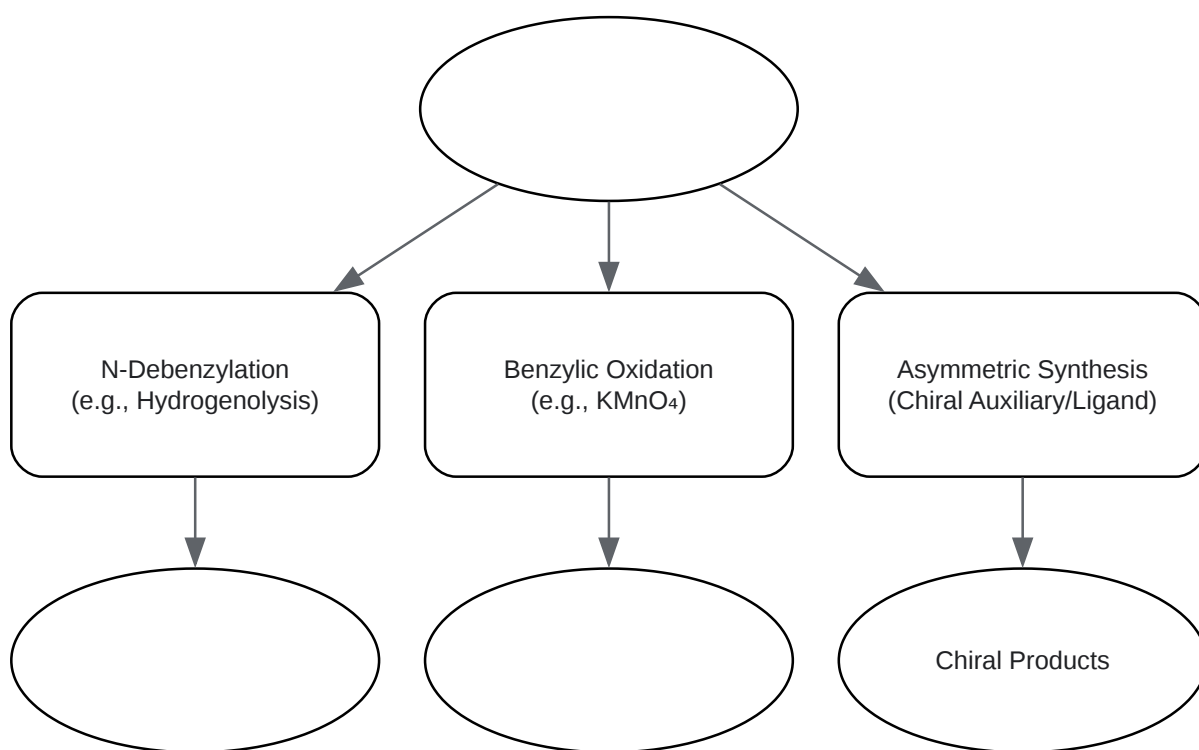 N-Debenzylation
(e.g., Hydrogenolysis)
Benzylic Oxidation
(e.g., KMnO₄)
Asymmetric Synthesis
(Chiral Auxiliary/Ligand)
Chiral Products